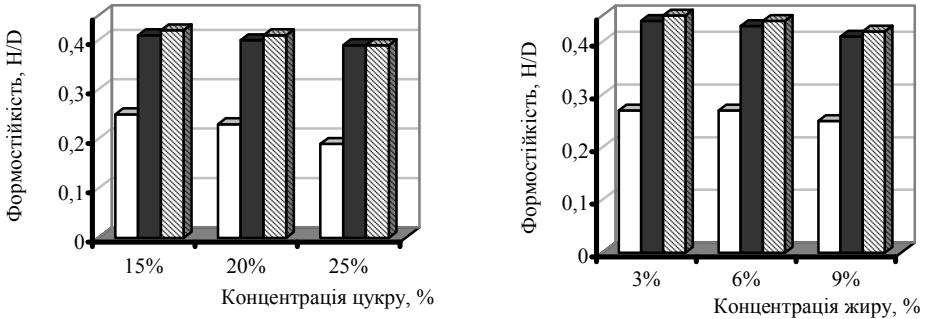 Формостійкість, H/D
0,4
0,3
0,2
0,1
0
15% 20% 25%
Концентрація цукру, %
Формостійкість, H/D
0,4
0,3
0,2
0,1
0
3% 6% 9%
Концентрація жиру, %